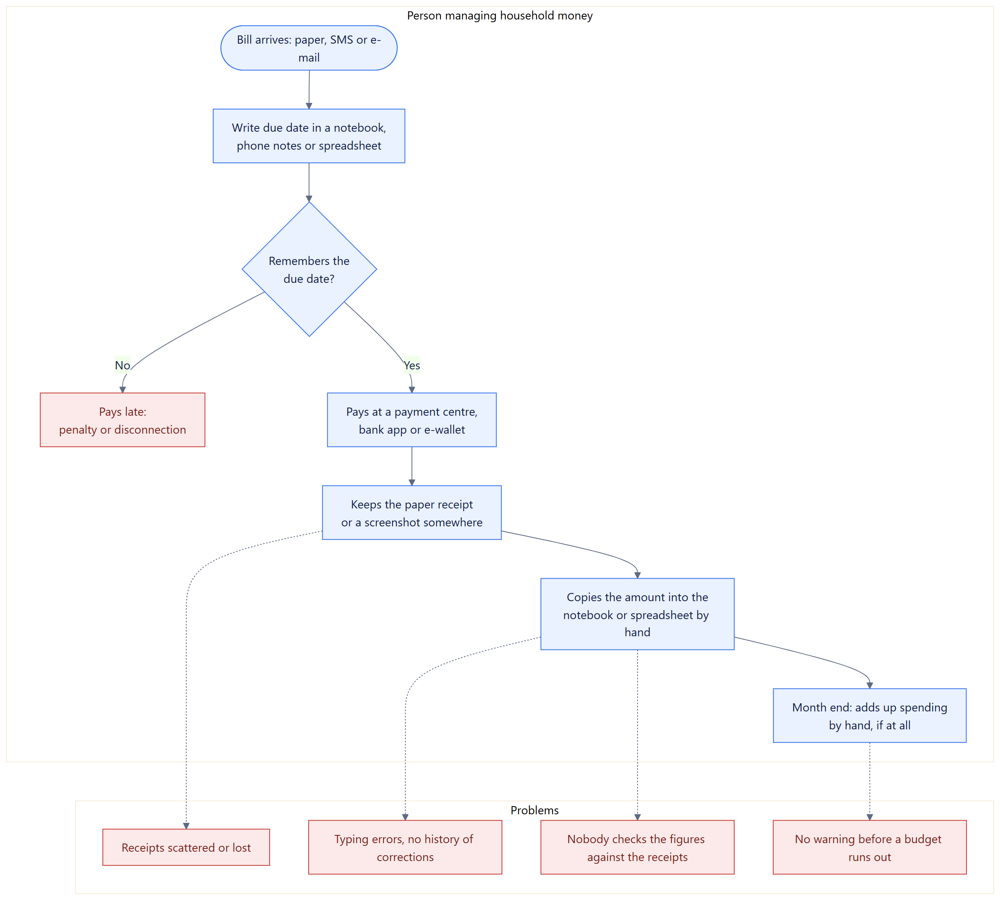 Person managing household money
Bill arrives: paper, SMS or e-
mail
Write due date in a notebook,
phone notes or spreadsheet
Remembers the
due date?
No
Yes
Pays late:
penalty or disconnection
Pays at a payment centre,
bank app or e-wallet
Keeps the paper receipt
or a screenshot somewhere
Copies the amount into the
notebook or spreadsheet by
hand
Month end: adds up spending
by hand, if at all
Problems
Receipts scattered or lost
Typing errors, no history of
corrections
Nobody checks the figures
against the receipts
No warning before a budget
runs out